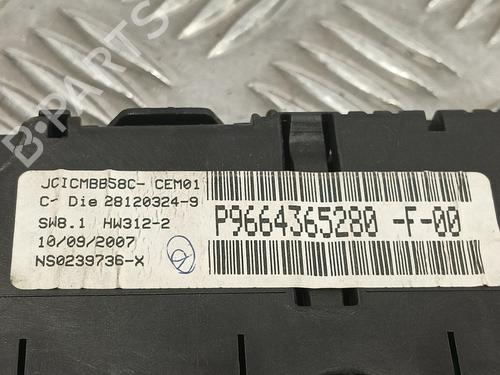 B-PARTS
JCICMBB58C- CEM01
C- Die 28120324-9
SW8.1 HW312-2
10/09/2007
NS0239736-X
P9664365280 -F-00